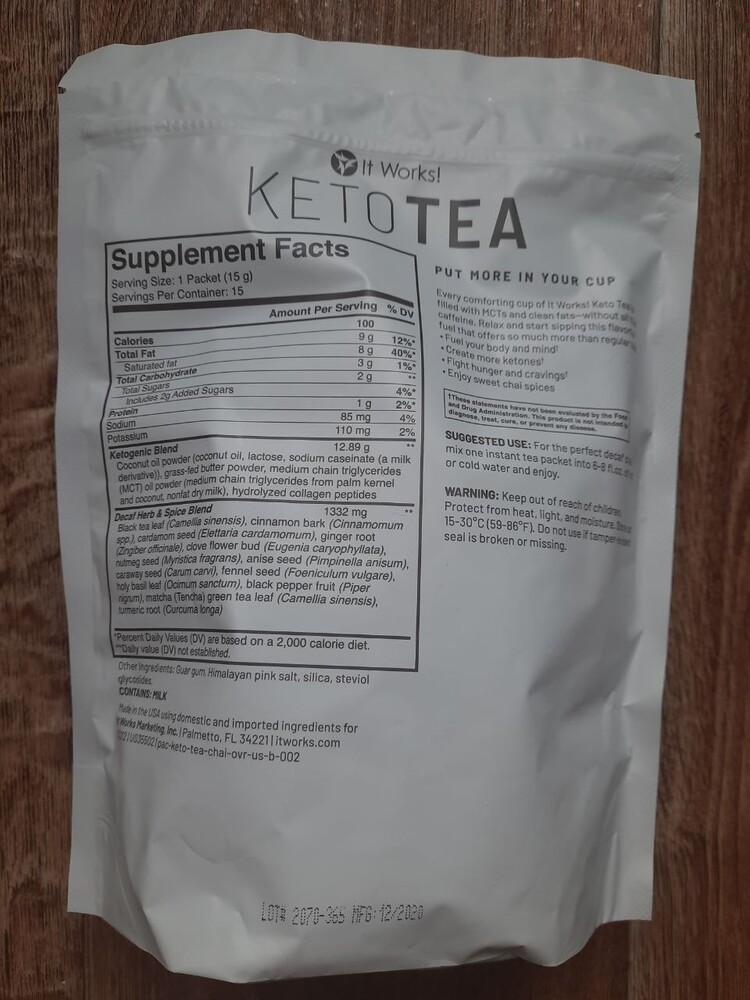 It Works!
KETOTEA
Supplement Facts
Serving Size: 1 Packet (15 g)
Servings Per Container: 15
Amount Per Serving % DV
Calories 100
Total Fat 9 g 12%*
Saturated fat 8 g 40%*
Total Carbohydrate 3 g 1%*
Total Sugars 2 g **
Includes 2g Added Sugars 4%*
Protein 1 g 2%*
Sodium 85 mg 4%
Potassium 110 mg 2%
Ketogenic Blend 12.89 g **
Coconut oil powder (coconut oil, lactose, sodium caseinate (a milk
derivative)), grass-fed butter powder, medium chain triglycerides
(MCT) oil powder (medium chain triglycerides from palm kernel
and coconut, nonfat dry milk), hydrolyzed collagen peptides
Decaf Herb & Spice Blend 1332 mg **
Black tea leaf (Camellia sinensis), cinnamon bark (Cinnamomum
spp.), cardamom seed (Elettaria cardamomum), ginger root
(Zingiber officinale), clove flower bud (Eugenia caryophyllata),
nutmeg seed (Myristica fragrans), anise seed (Pimpinella anisum),
caraway seed (Carum carvi), fennel seed (Foeniculum vulgare),
holy basil leaf (Ocimum sanctum), black pepper fruit (Piper
nigrum), matcha (Tencha) green tea leaf (Camellia sinensis),
turmeric root (Curcuma longa)
*Percent Daily Values (DV) are based on a 2,000 calorie diet.
**Daily value (DV) not established.
Other Ingredients: Guar gum, Himalayan pink salt, silica, steviol
glycosides
CONTAINS: MILK
Made in the USA using domestic and imported ingredients for
It Works Marketing, Inc. | Palmetto, FL 34221 | itworks.com
pac-keto-tea-chai-ovr-us-b-002
PUT MORE IN YOUR CUP
Every comforting cup of It Works! Keto Tea
filled with MCTs and clean fats—without
caffeine. Relax and start sipping this
fuel that offers so much more than regular
• Fuel your body and mind†
• Create more ketones†
• Fight hunger and cravings†
• Enjoy sweet chai spices
†These statements have not been evaluated by the Food
and Drug Administration. This product is not intended
diagnose, treat, cure, or prevent any disease.
SUGGESTED USE: For the perfect decaf
mix one instant tea packet into 6-8 fl.oz.
or cold water and enjoy.
WARNING: Keep out of reach of children.
Protect from heat, light, and moisture.
15-30°C (59-86°F). Do not use if
seal is broken or missing.
LOT# 2070-365 MFG: 12/2020